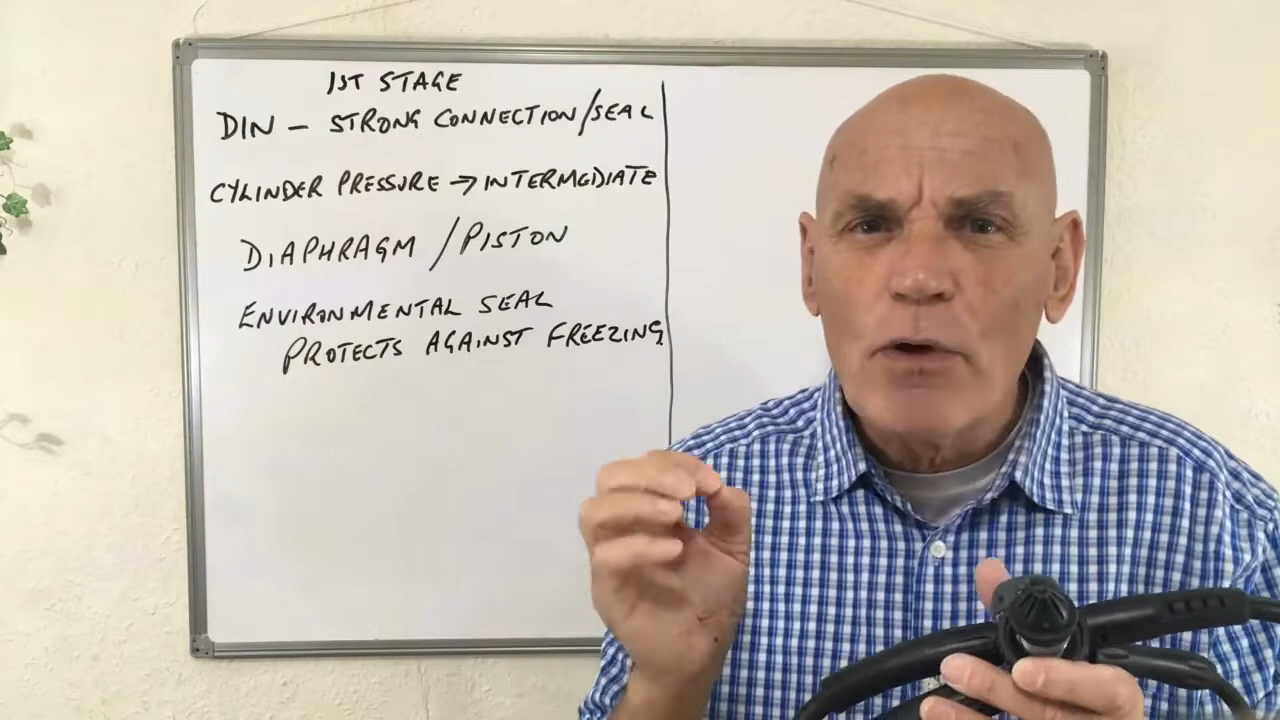 1ST STAGE
DIN – STRONG CONNECTION/SEAL
CYLINDER PRESSURE → INTERMEDIATE
DIAPHRAGM / PISTON
ENVIRONMENTAL SEAL
PROTECTS AGAINST FREEZING